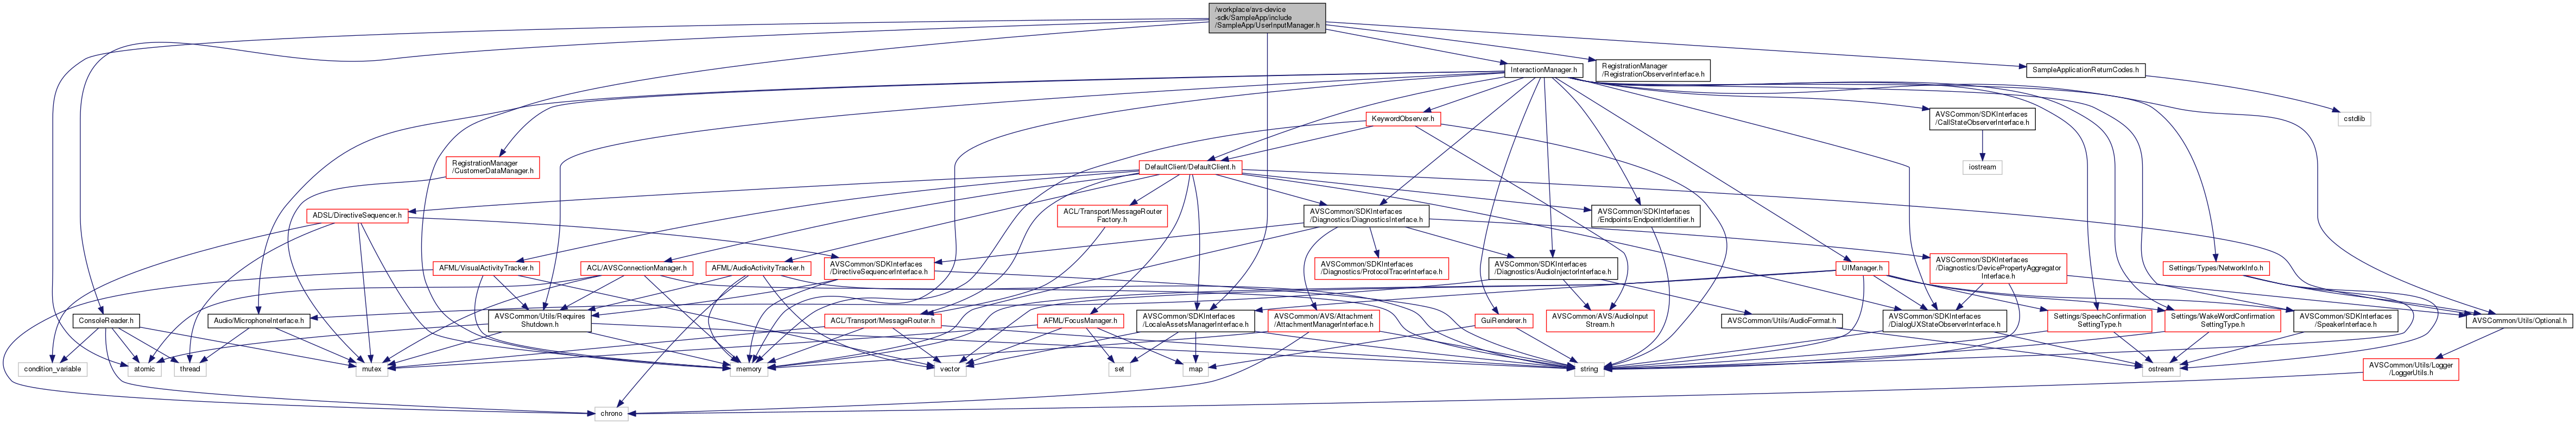 /workplace/avs-device
-sdk/SampleApp/include
/SampleApp/UserInputManager.h
InteractionManager.h
RegistrationManager
/RegistrationObserverInterface.h
SampleApplicationReturnCodes.h
KeywordObserver.h
AVSCommon/SDKInterfaces
/CallStateObserverInterface.h
cstdlib
RegistrationManager
/CustomerDataManager.h
DefaultClient/DefaultClient.h
iostream
ADSL/DirectiveSequencer.h
ACL/Transport/MessageRouter
Factory.h
AVSCommon/SDKInterfaces
/Diagnostics/DiagnosticsInterface.h
AVSCommon/SDKInterfaces
/Endpoints/EndpointIdentifier.h
AFML/VisualActivityTracker.h
ACL/AVSConnectionManager.h
AFML/AudioActivityTracker.h
AVSCommon/SDKInterfaces
/DirectiveSequencerInterface.h
AVSCommon/SDKInterfaces
/Diagnostics/ProtocolTracerInterface.h
AVSCommon/SDKInterfaces
/Diagnostics/AudioInjectorInterface.h
UIManager.h
AVSCommon/SDKInterfaces
/Diagnostics/DevicePropertyAggregator
Interface.h
Settings/Types/NetworkInfo.h
ConsoleReader.h
Audio/MicrophoneInterface.h
AVSCommon/Utils/Requires
Shutdown.h
ACL/Transport/MessageRouter.h
AFML/FocusManager.h
AVSCommon/SDKInterfaces
/LocaleAssetsManagerInterface.h
AVSCommon/AVS/Attachment
/AttachmentManagerInterface.h
GuiRenderer.h
AVSCommon/AVS/AudioInput
Stream.h
AVSCommon/Utils/AudioFormat.h
AVSCommon/SDKInterfaces
/DialogUXStateObserverInterface.h
Settings/SpeechConfirmation
SettingType.h
Settings/WakeWordConfirmation
SettingType.h
AVSCommon/SDKInterfaces
/SpeakerInterface.h
AVSCommon/Utils/Optional.h
condition_variable
atomic
thread
mutex
memory
vector
set
map
string
ostream
AVSCommon/Utils/Logger
/LoggerUtils.h
chrono